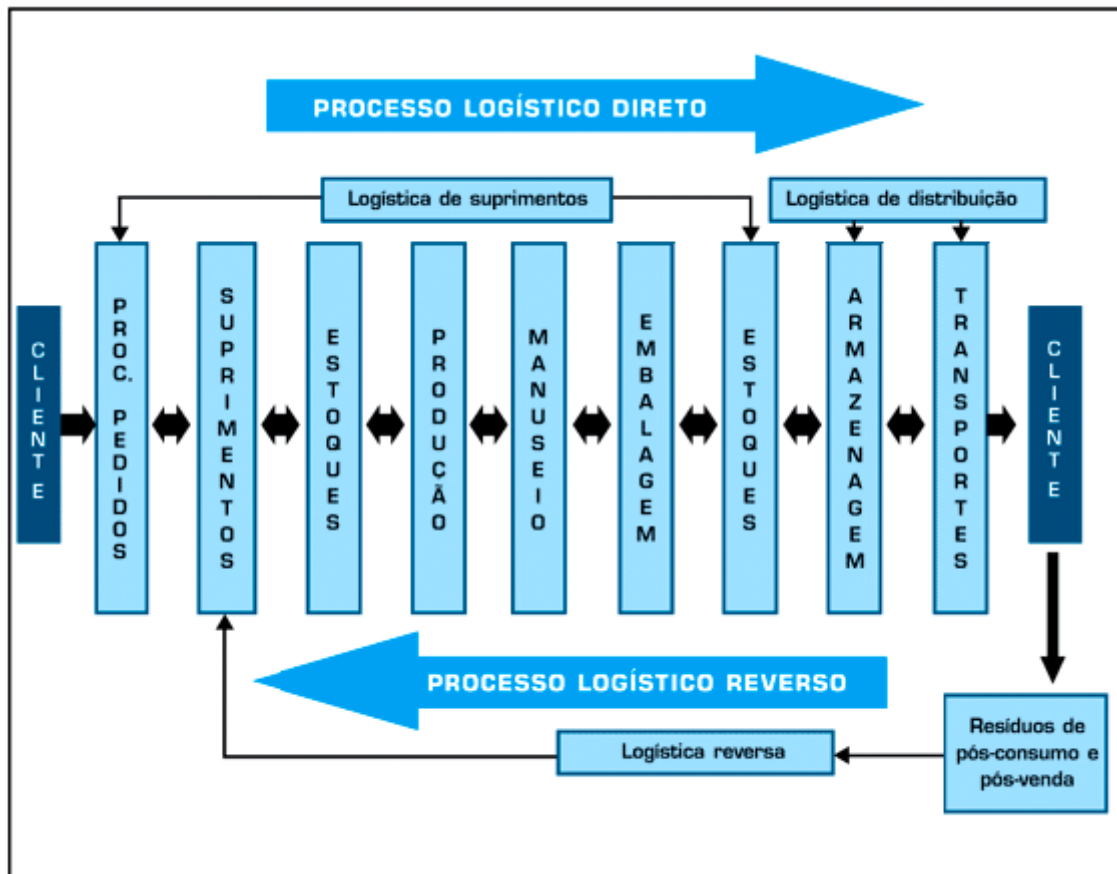 PROCESSO LOGÍSTICO DIRETO
Logística de suprimentos
Logística de distribuição
CLIENTE
PROC. PEDIDOS
SUPRIMENTOS
ESTOQUES
PRODUÇÃO
MANUSEIO
EMBALAGEM
ESTOQUES
ARMAZENAGEM
TRANSPORTES
CLIENTE
PROCESSO LOGÍSTICO REVERSO
Logística reversa
Resíduos de
pós-consumo e
pós-venda